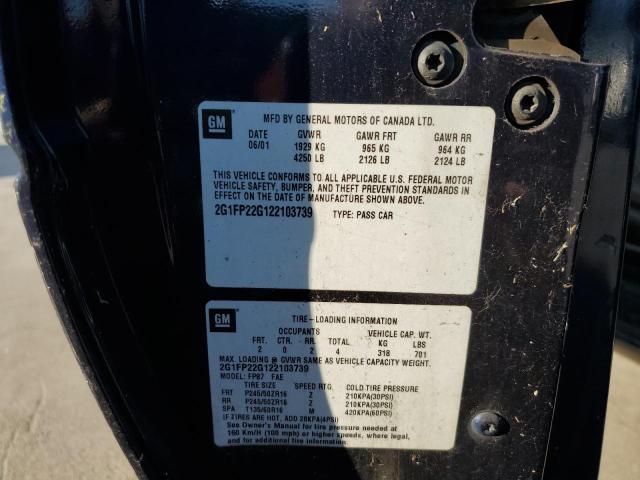 GM
MFD BY GENERAL MOTORS OF CANADA LTD.
DATE GVWR GAWR FRT GAWR RR
06/01 1929 KG 965 KG 964 KG
4250 LB 2126 LB 2124 LB
THIS VEHICLE CONFORMS TO ALL APPLICABLE U.S. FEDERAL MOTOR
VEHICLE SAFETY, BUMPER, AND THEFT PREVENTION STANDARDS IN
EFFECT ON THE DATE OF MANUFACTURE SHOWN ABOVE.
2G1FP22G122103739 TYPE: PASS CAR
GM
TIRE-LOADING INFORMATION
OCCUPANTS VEHICLE CAP. WT.
FRT. CTR. RR. TOTAL KG LBS
2 0 2 4 318 701
MAX. LOADING @ GVWR SAME AS VEHICLE CAPACITY WEIGHT.
2G1FP22G122103739
MODEL: FP87 FAE
TIRE SIZE SPEED RTG. COLD TIRE PRESSURE
FRT P245/50ZR16 Z 210KPA(30PSI)
RR P245/50ZR16 Z 210KPA(30PSI)
SPA T135/60R16 M 420KPA(60PSI)
IF TIRES ARE HOT, ADD 28KPA(4PSI)
See Owner's Manual for tire pressure needed at
160 Km/H (100 mph) or higher speeds, where legal,
and for additional tire information.